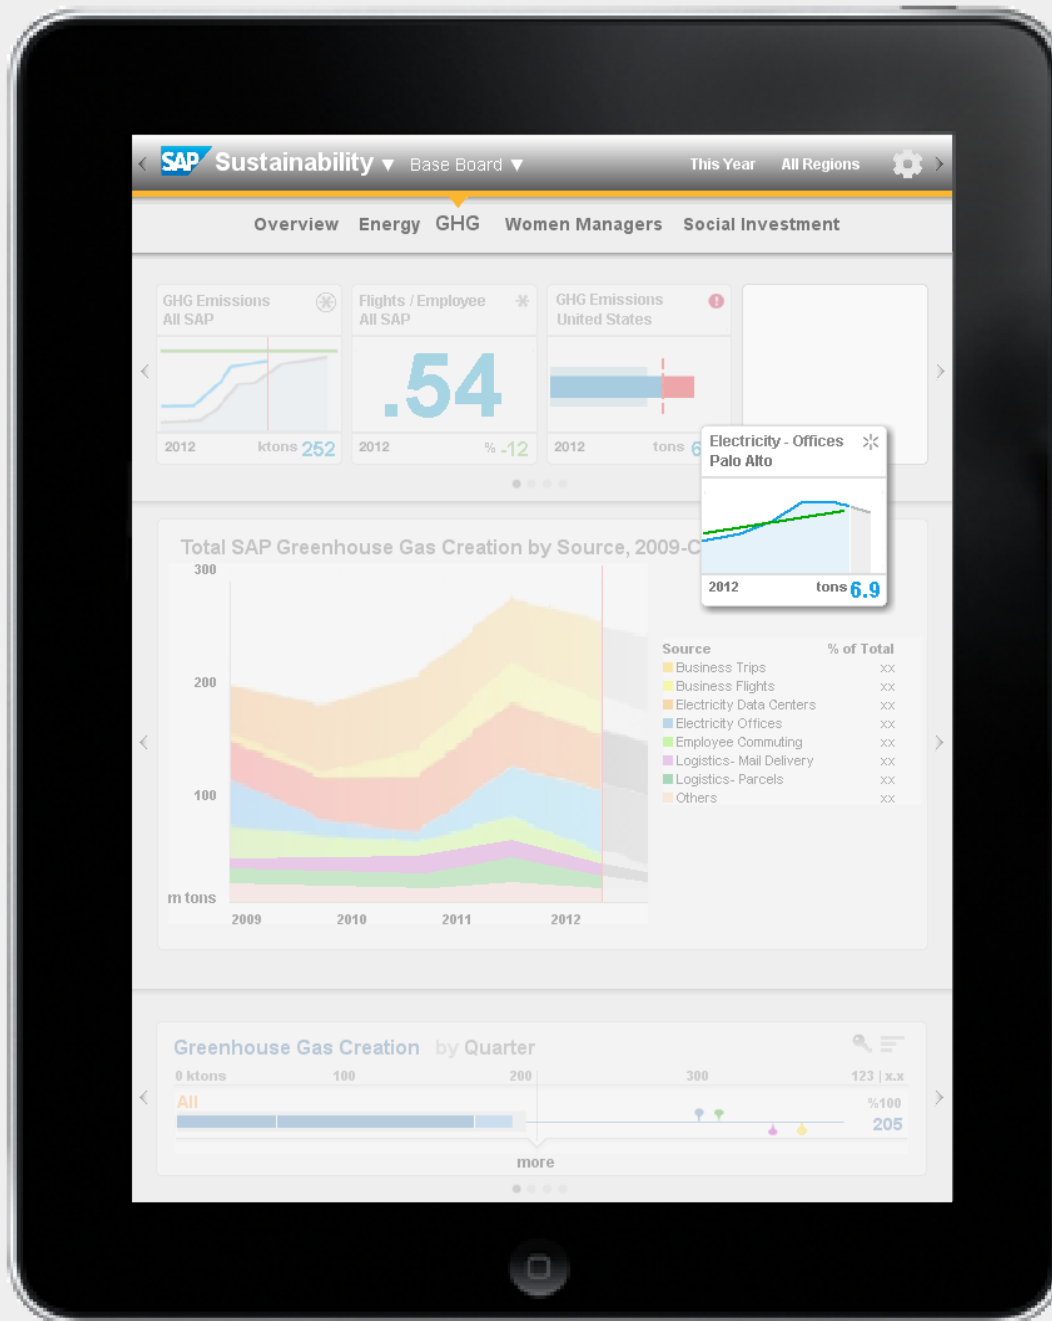 SAP Sustainability ▼ Base Board ▼ This Year All Regions
Overview Energy GHG Women Managers Social Investment
GHG Emissions
All SAP
2012 ktons 252
Flights / Employee
All SAP
.54
2012 % -12
GHG Emissions
United States
2012 tons 6
Electricity - Offices
Palo Alto
2012 tons 6.9
Total SAP Greenhouse Gas Creation by Source, 2009-C
300
200
100
m tons
2009 2010 2011 2012
Source % of Total
Business Trips xx
Business Flights xx
Electricity Data Centers xx
Electricity Offices xx
Employee Commuting xx
Logistics- Mail Delivery xx
Logistics- Parcels xx
Others xx
Greenhouse Gas Creation by Quarter
0 ktons 100 200 300 123 | x.x
All %100
205
more